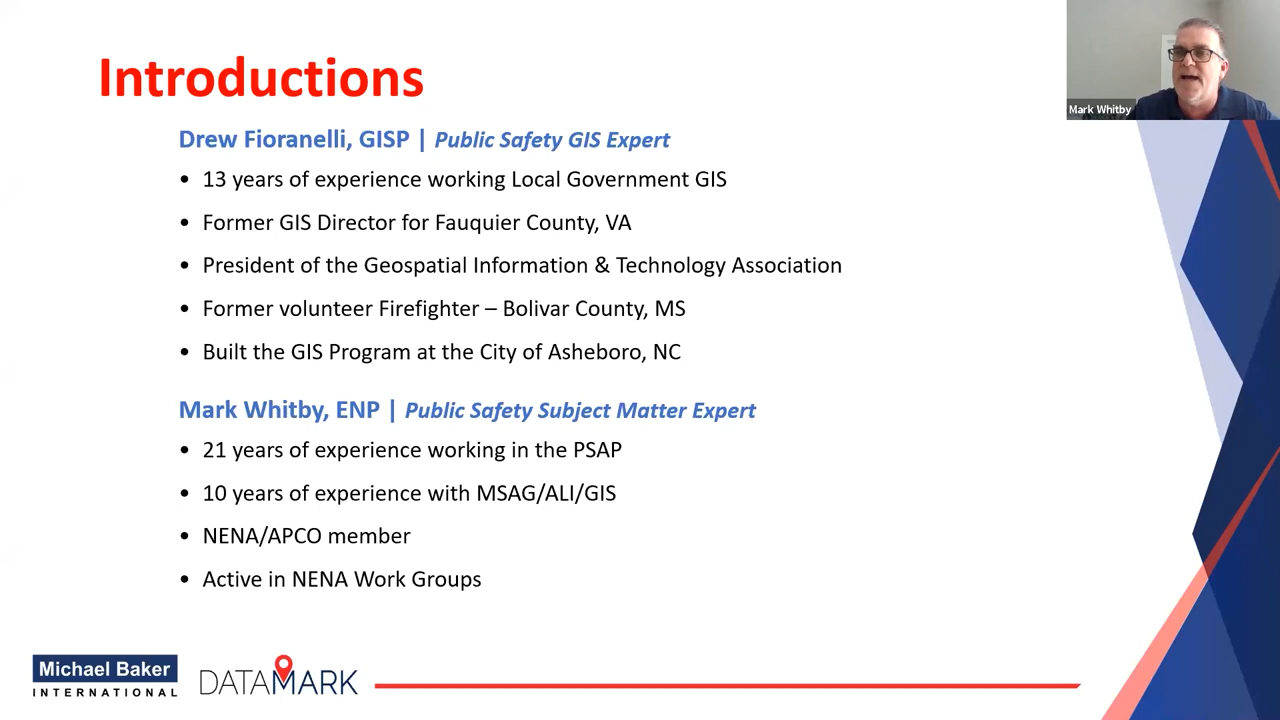 Introductions
Mark Whitby
Drew Fioranelli, GISP | Public Safety GIS Expert
• 13 years of experience working Local Government GIS
• Former GIS Director for Fauquier County, VA
• President of the Geospatial Information & Technology Association
• Former volunteer Firefighter – Bolivar County, MS
• Built the GIS Program at the City of Asheboro, NC
Mark Whitby, ENP | Public Safety Subject Matter Expert
• 21 years of experience working in the PSAP
• 10 years of experience with MSAG/ALI/GIS
• NENA/APCO member
• Active in NENA Work Groups
Michael Baker
INTERNATIONAL
DATAMARK